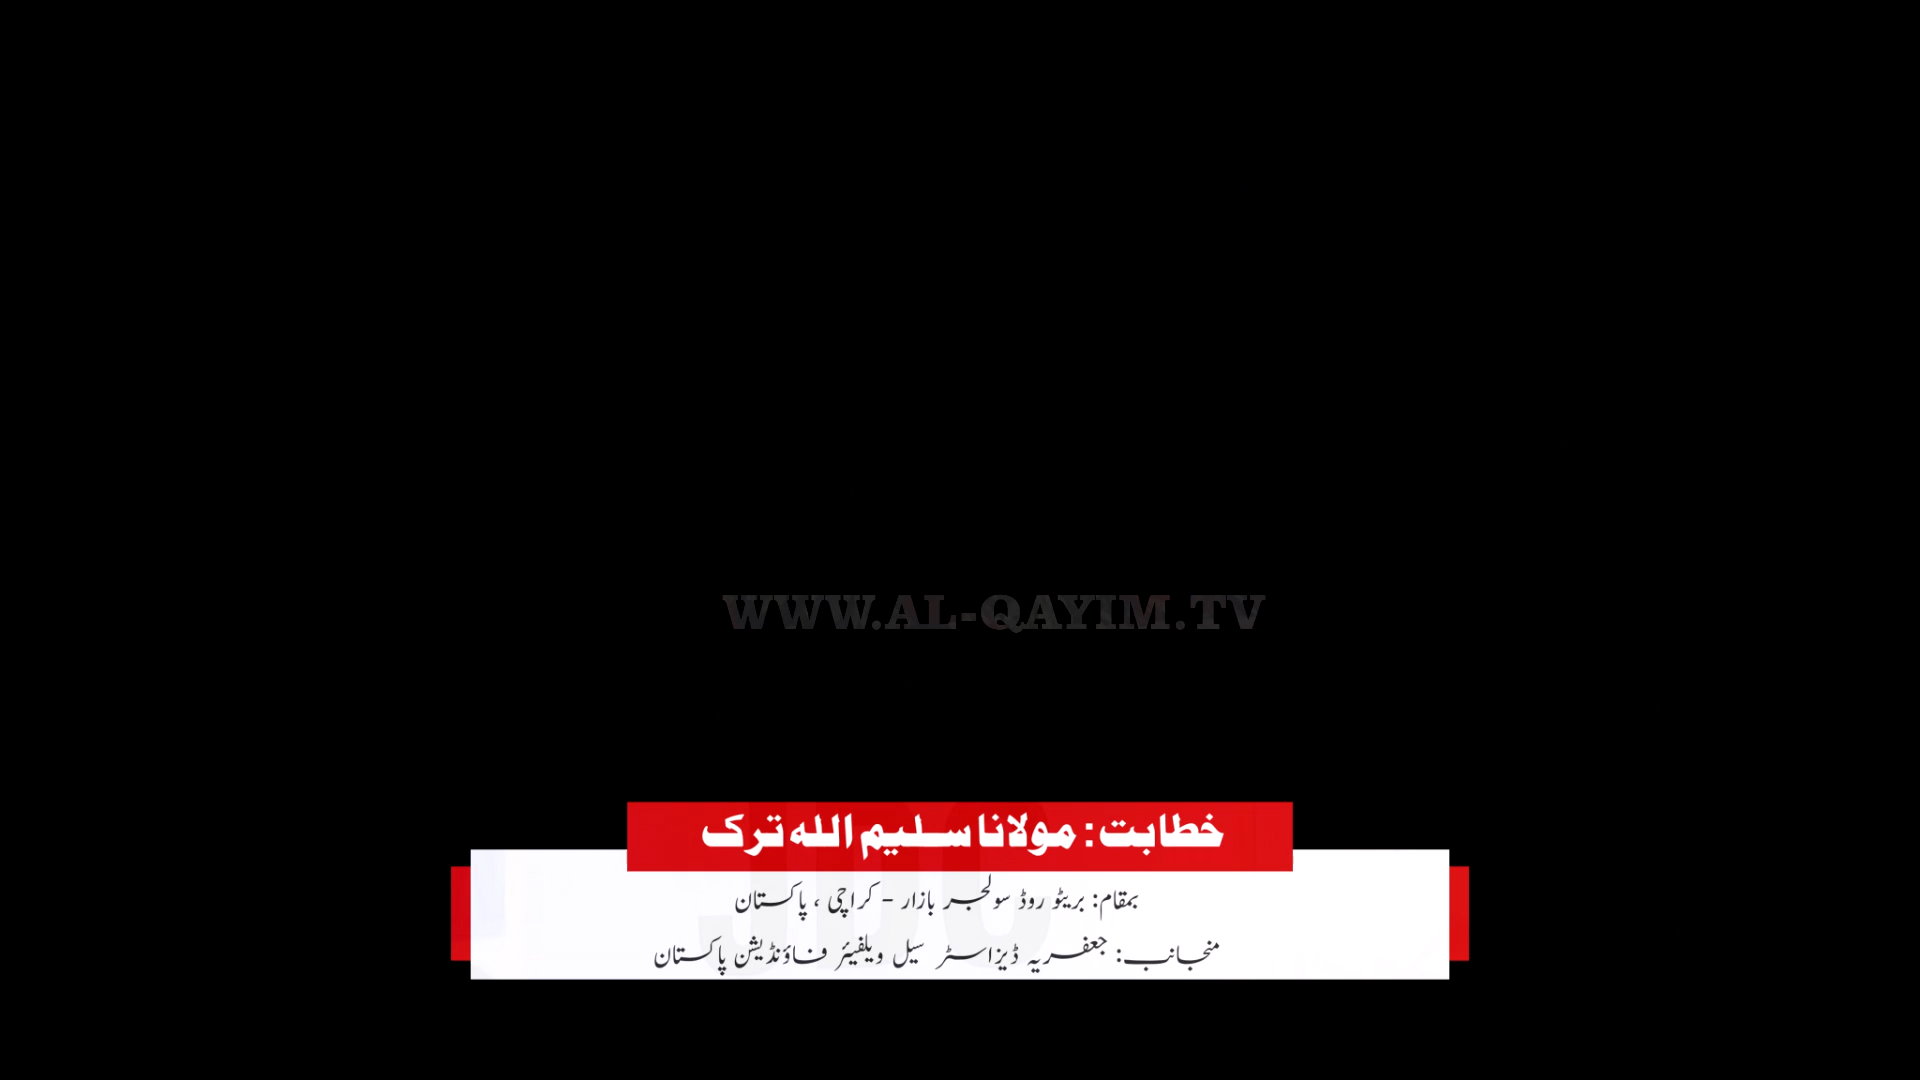 WWW.AL-QAYIM.TV
خطابت: مولانا سلیم اللہ ترک
بمقام: بریٹو روڈ سولجر بازار - کراچی ، پاکستان
منجانب: جعفریہ ڈیزاسٹر سیل ویلفیئر فاؤنڈیشن پاکستان